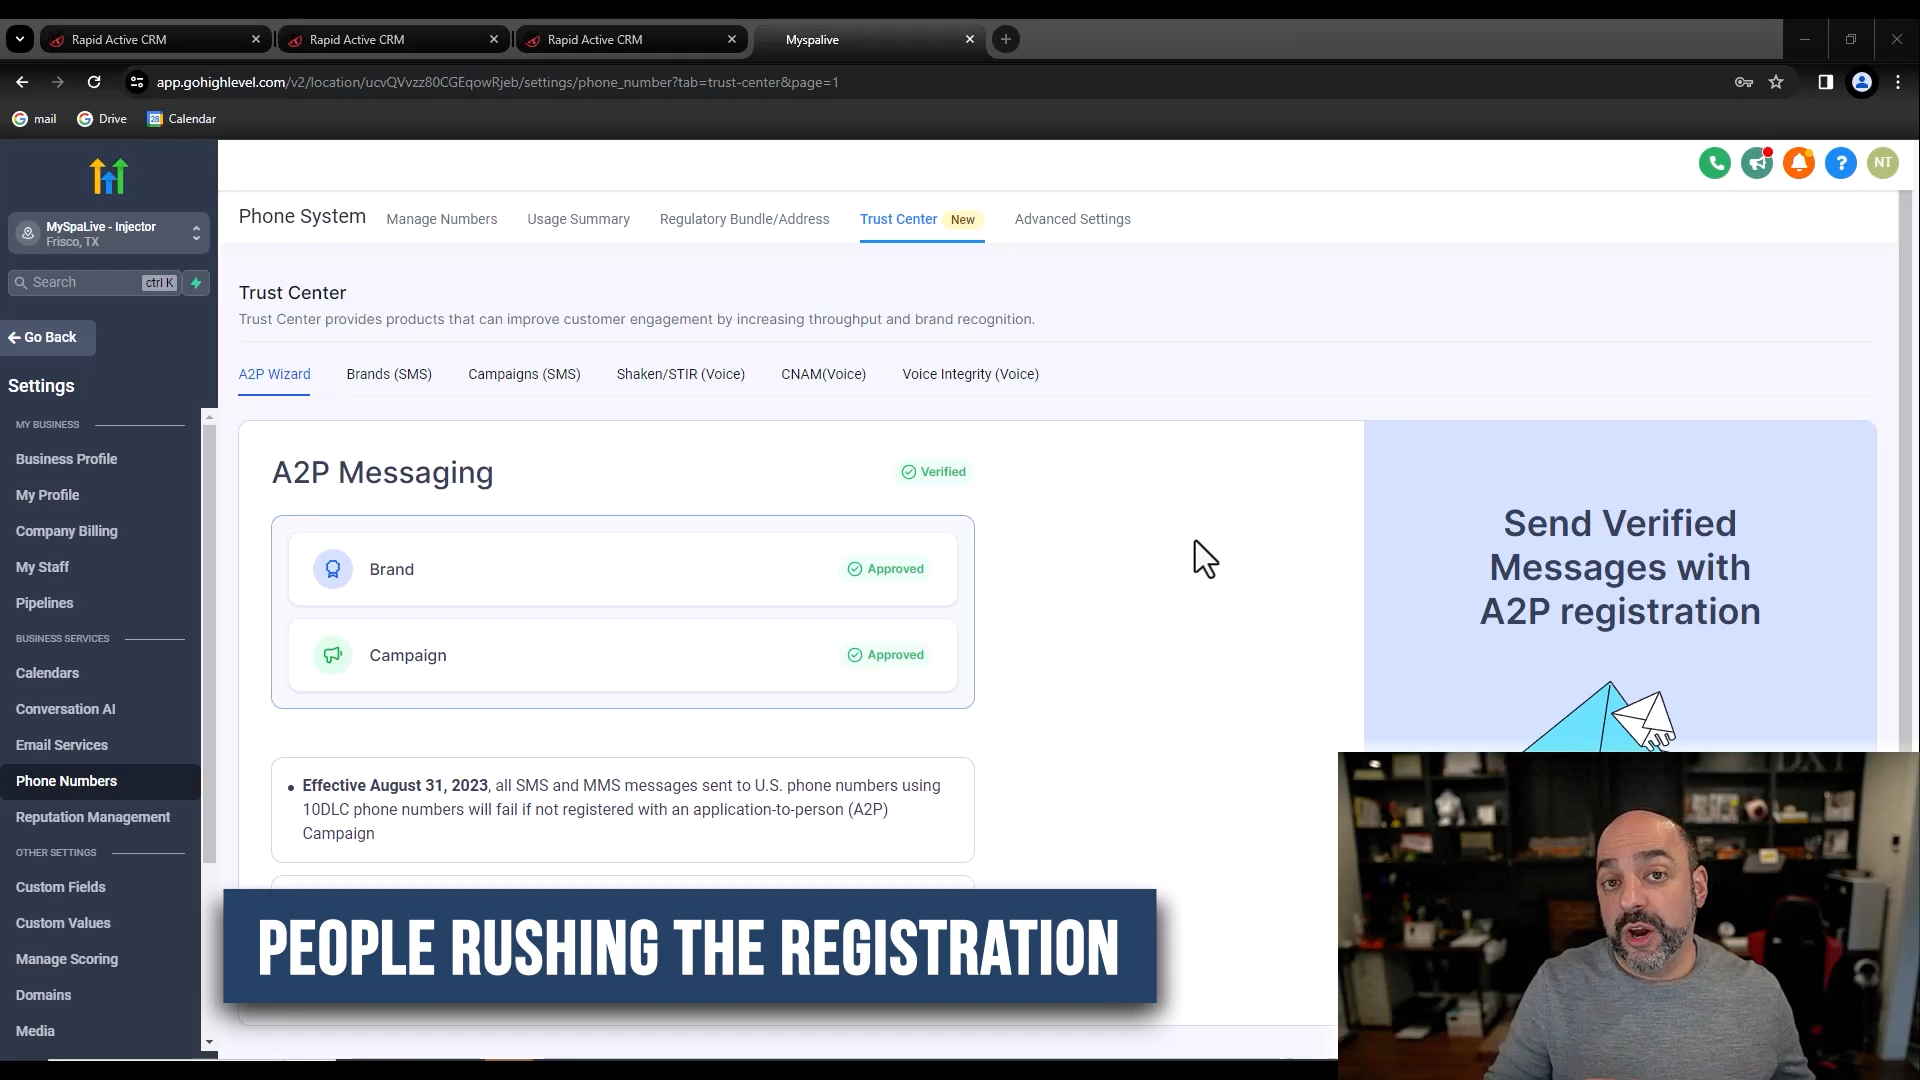 Rapid Active CRM
Rapid Active CRM
Rapid Active CRM
Myspalive
app.gohighlevel.com/v2/location/ucvQVvzz80CGEqowRjeb/settings/phone_number?tab=trust-center&page=1
mail
Drive
28
Calendar
NT
MySpaLive - Injector
Frisco, TX
Search
ctrl K
Go Back
Settings
MY BUSINESS
Business Profile
My Profile
Company Billing
My Staff
Pipelines
BUSINESS SERVICES
Calendars
Conversation AI
Email Services
Phone Numbers
Reputation Management
OTHER SETTINGS
Custom Fields
Custom Values
Manage Scoring
Domains
Media
Phone System
Manage Numbers
Usage Summary
Regulatory Bundle/Address
Trust Center New
Advanced Settings
Trust Center
Trust Center provides products that can improve customer engagement by increasing throughput and brand recognition.
A2P Wizard
Brands (SMS)
Campaigns (SMS)
Shaken/STIR (Voice)
CNAM(Voice)
Voice Integrity (Voice)
A2P Messaging
Verified
Brand
Approved
Campaign
Approved
• Effective August 31, 2023, all SMS and MMS messages sent to U.S. phone numbers using
10DLC phone numbers will fail if not registered with an application-to-person (A2P)
Campaign
Send Verified
Messages with
A2P registration
PEOPLE RUSHING THE REGISTRATION